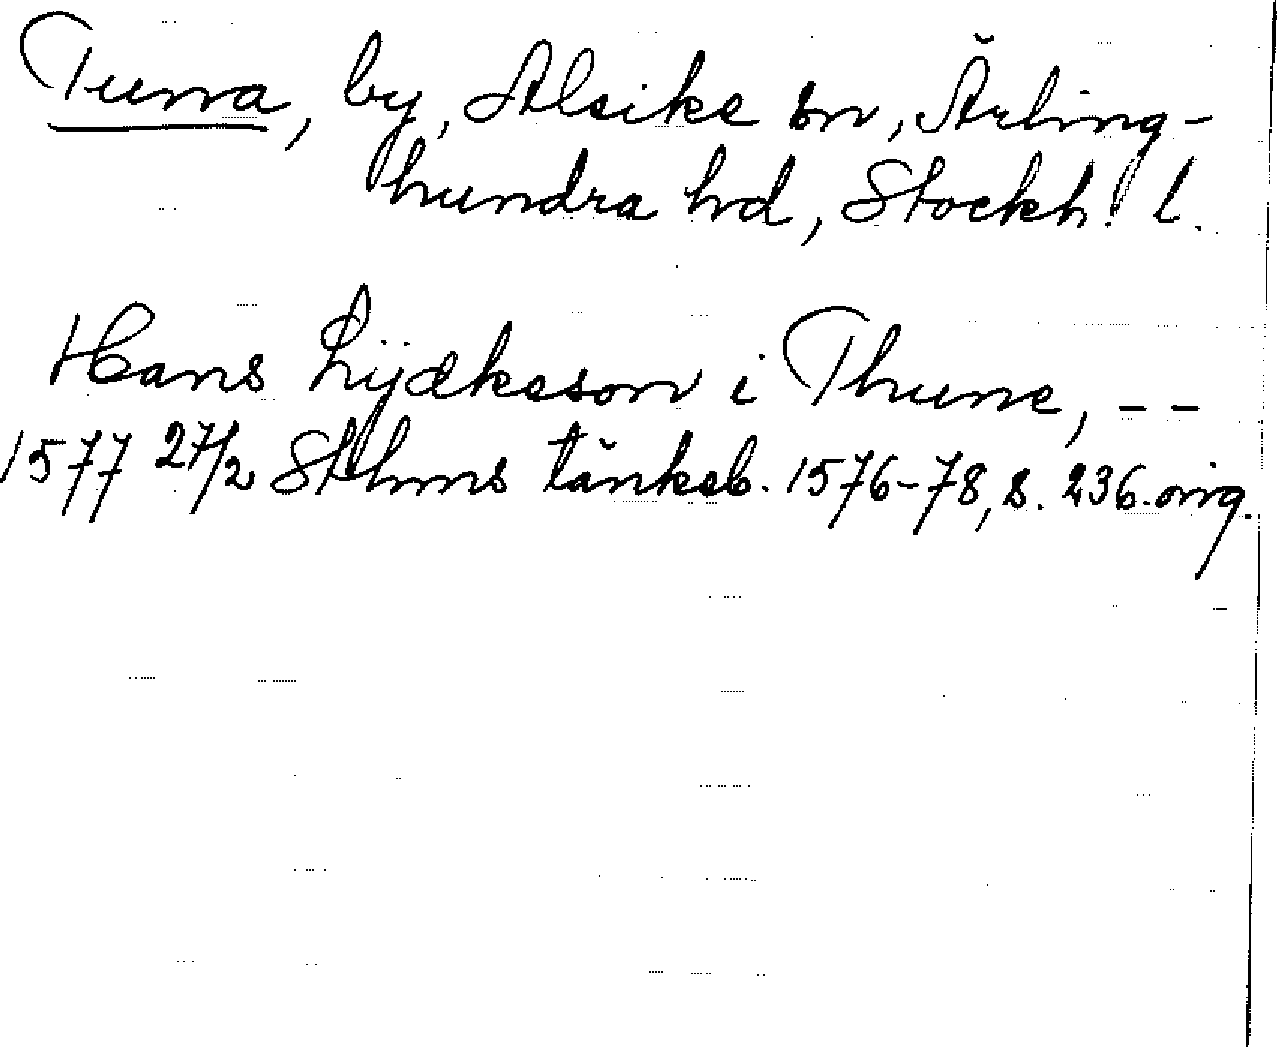 Tuna, by, Alsike sn, Ärling-
hundra hd, Stockh. l.
Hans Lydkesson i Thune, – –
1577 27/2 Sthms tänkeb. 1576-78, s. 236. orig.